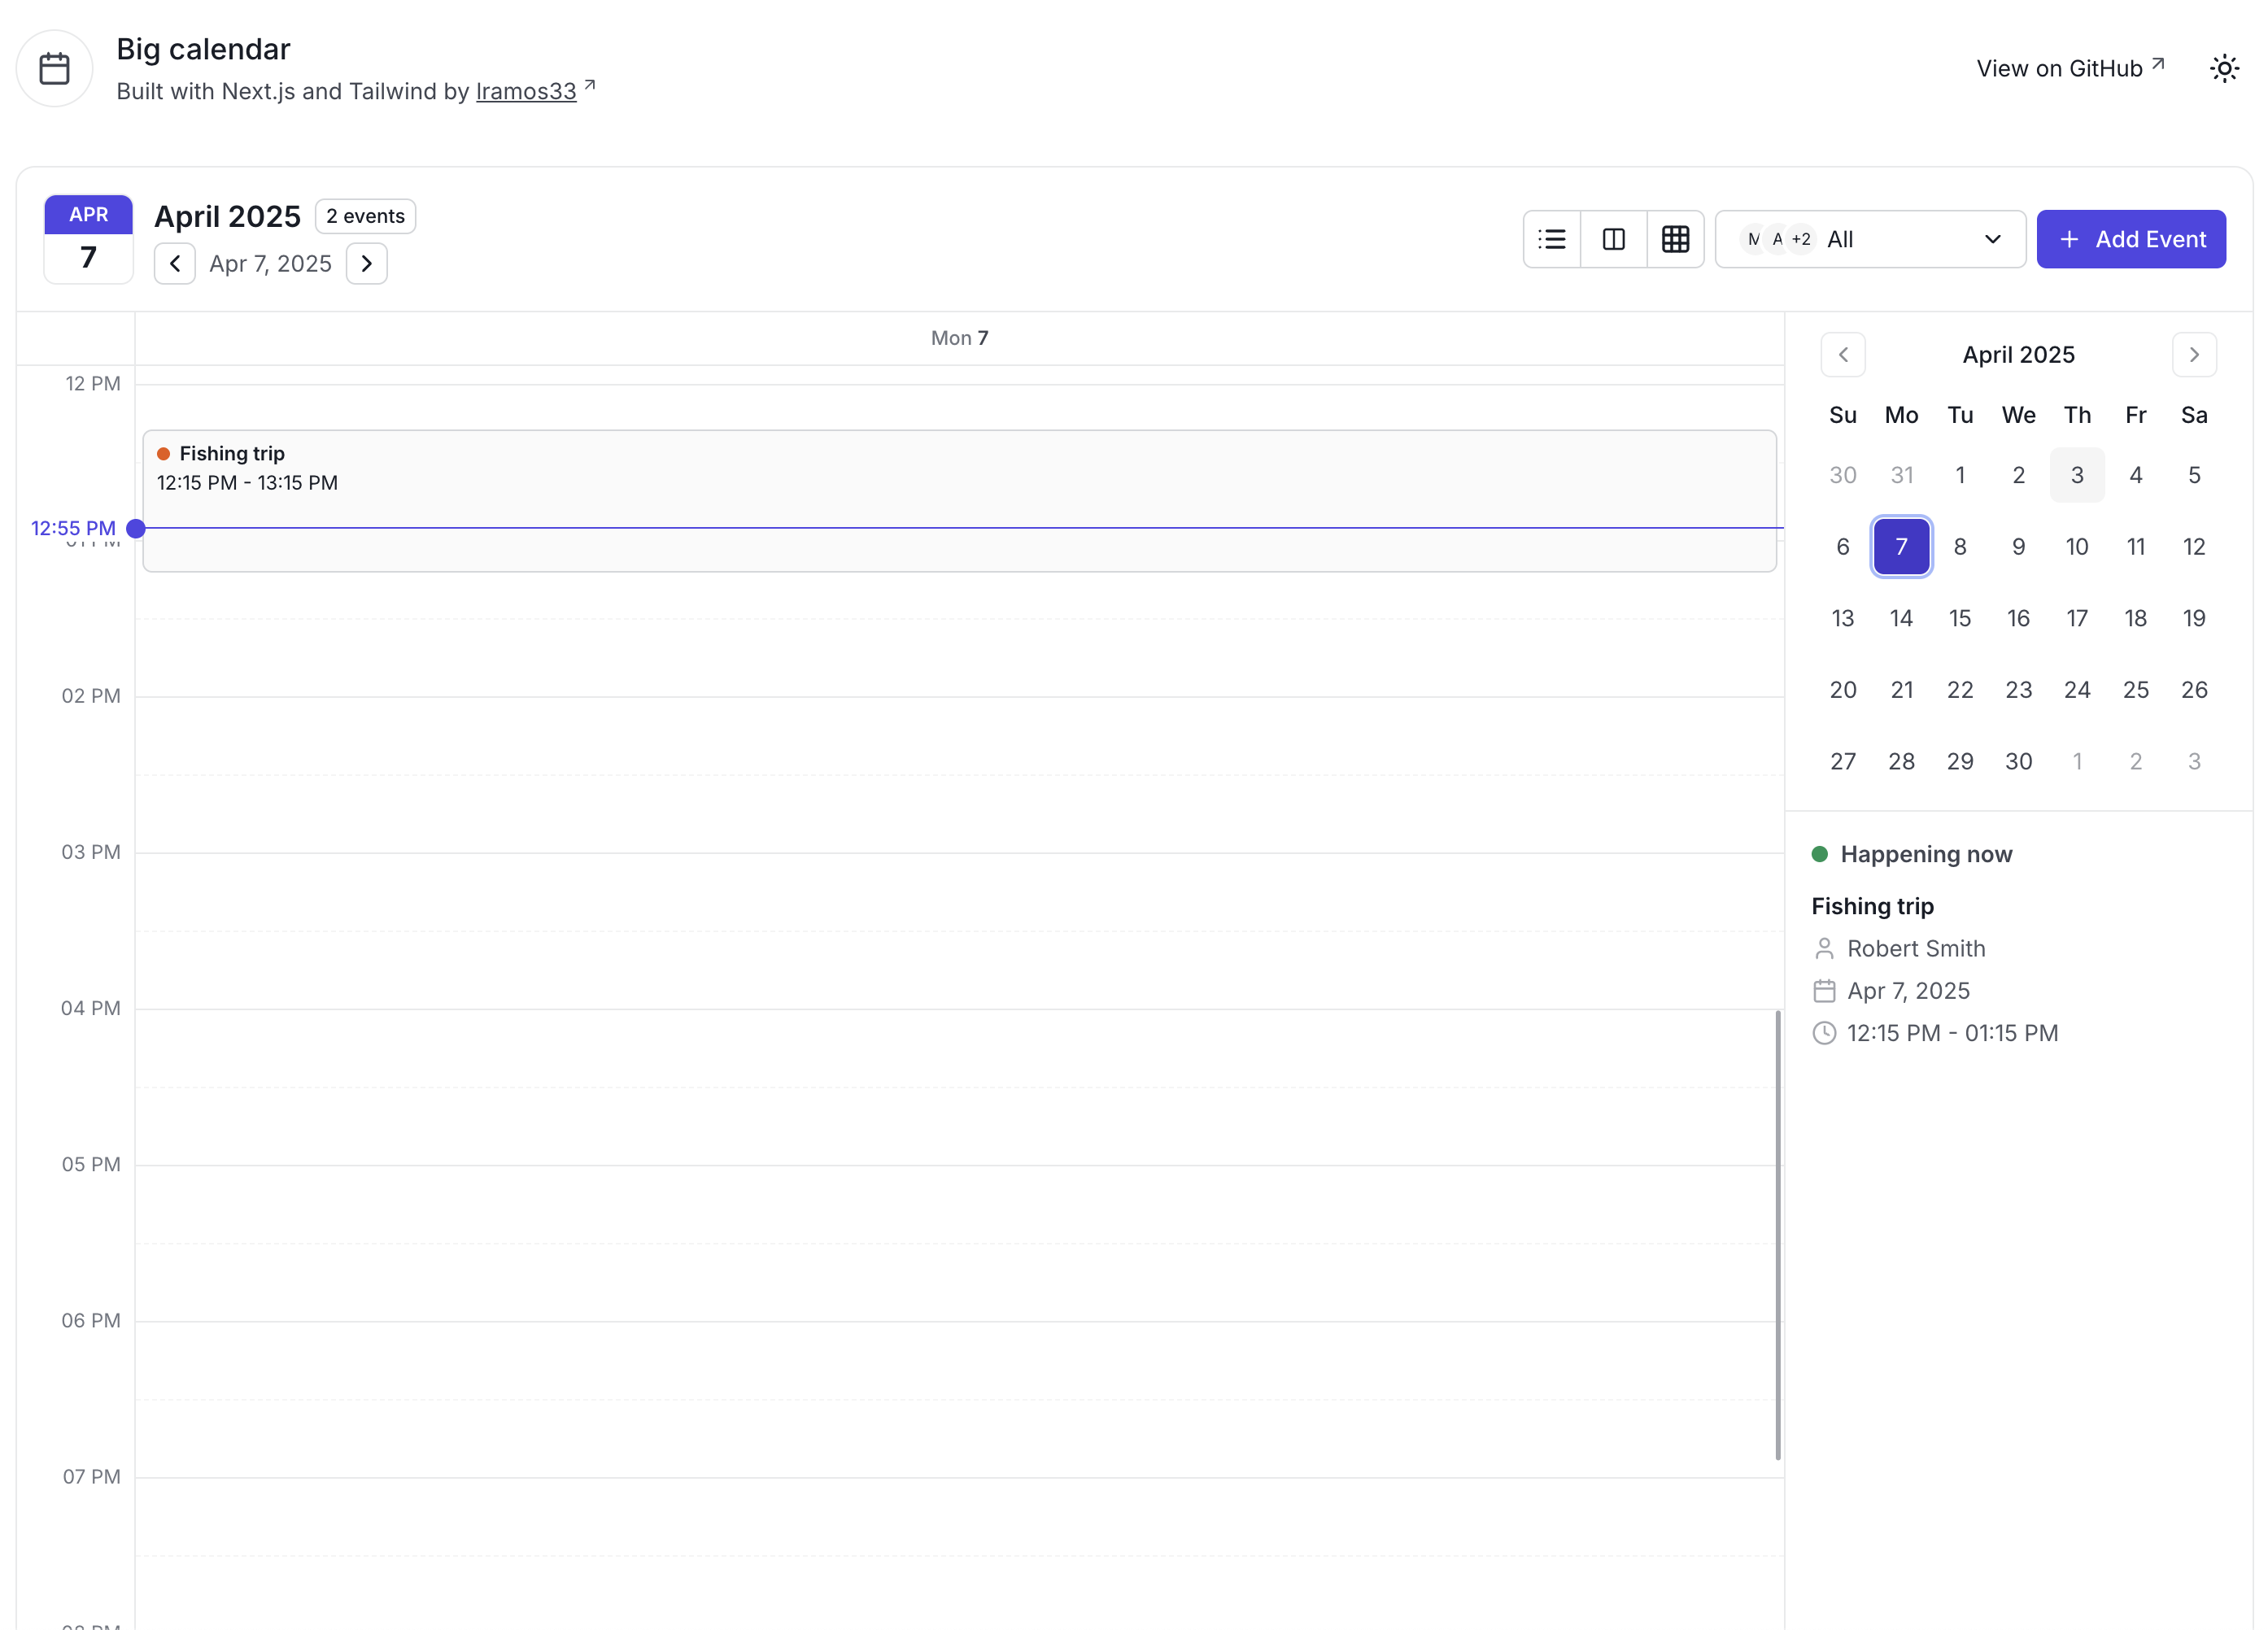 Big calendar
Built with Next.js and Tailwind by lramos33
View on GitHub
APR
7
April 2025
2 events
Apr 7, 2025
M
A
+2
All
Add Event
Mon 7
12 PM
Fishing trip
12:15 PM - 13:15 PM
12:55 PM
02 PM
03 PM
04 PM
05 PM
06 PM
07 PM
April 2025
Su Mo Tu We Th Fr Sa
30 31 1 2 3 4 5
6 7 8 9 10 11 12
13 14 15 16 17 18 19
20 21 22 23 24 25 26
27 28 29 30 1 2 3
Happening now
Fishing trip
Robert Smith
Apr 7, 2025
12:15 PM - 01:15 PM